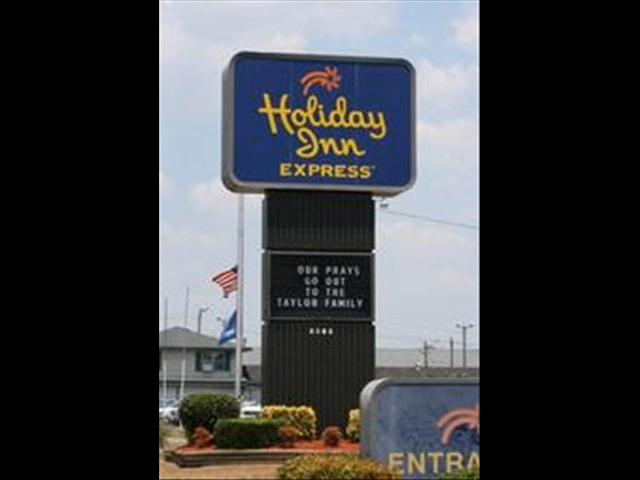 Holiday
Inn
EXPRESS
OUR PRAYS
GO OUT
TO THE
TAYLOR FAMILY
ENTRA